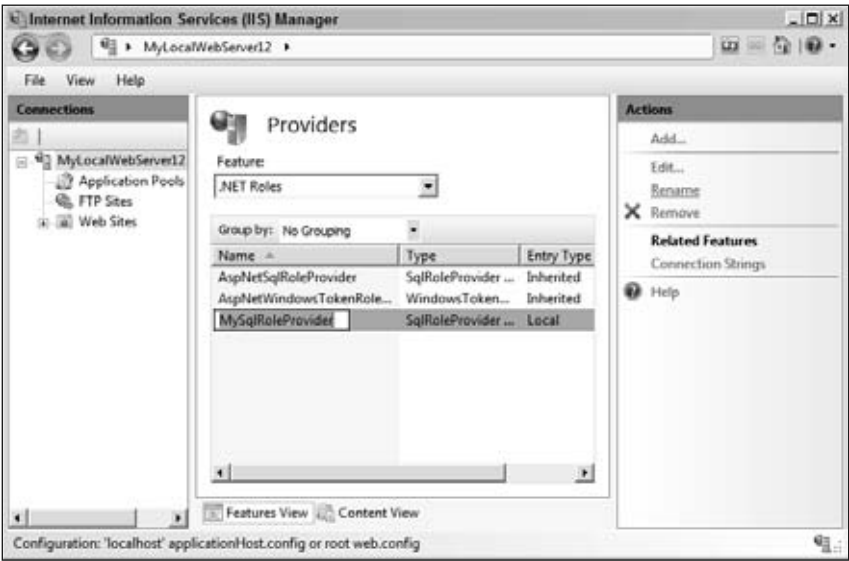 Internet Information Services (IIS) Manager
MyLocalWebServer12
File View Help
Connections
MyLocalWebServer12
Application Pools
FTP Sites
Web Sites
Providers
Feature:
.NET Roles
Group by: No Grouping
Name Type Entry Type
AspNetSqlRoleProvider SqlRoleProvider ... Inherited
AspNetWindowsTokenRole... WindowsToken... Inherited
MySqlRoleProvider SqlRoleProvider ... Local
Features View Content View
Actions
Add...
Edit...
Rename
Remove
Related Features
Connection Strings
Help
Configuration: 'localhost' applicationHost.config or root web.config